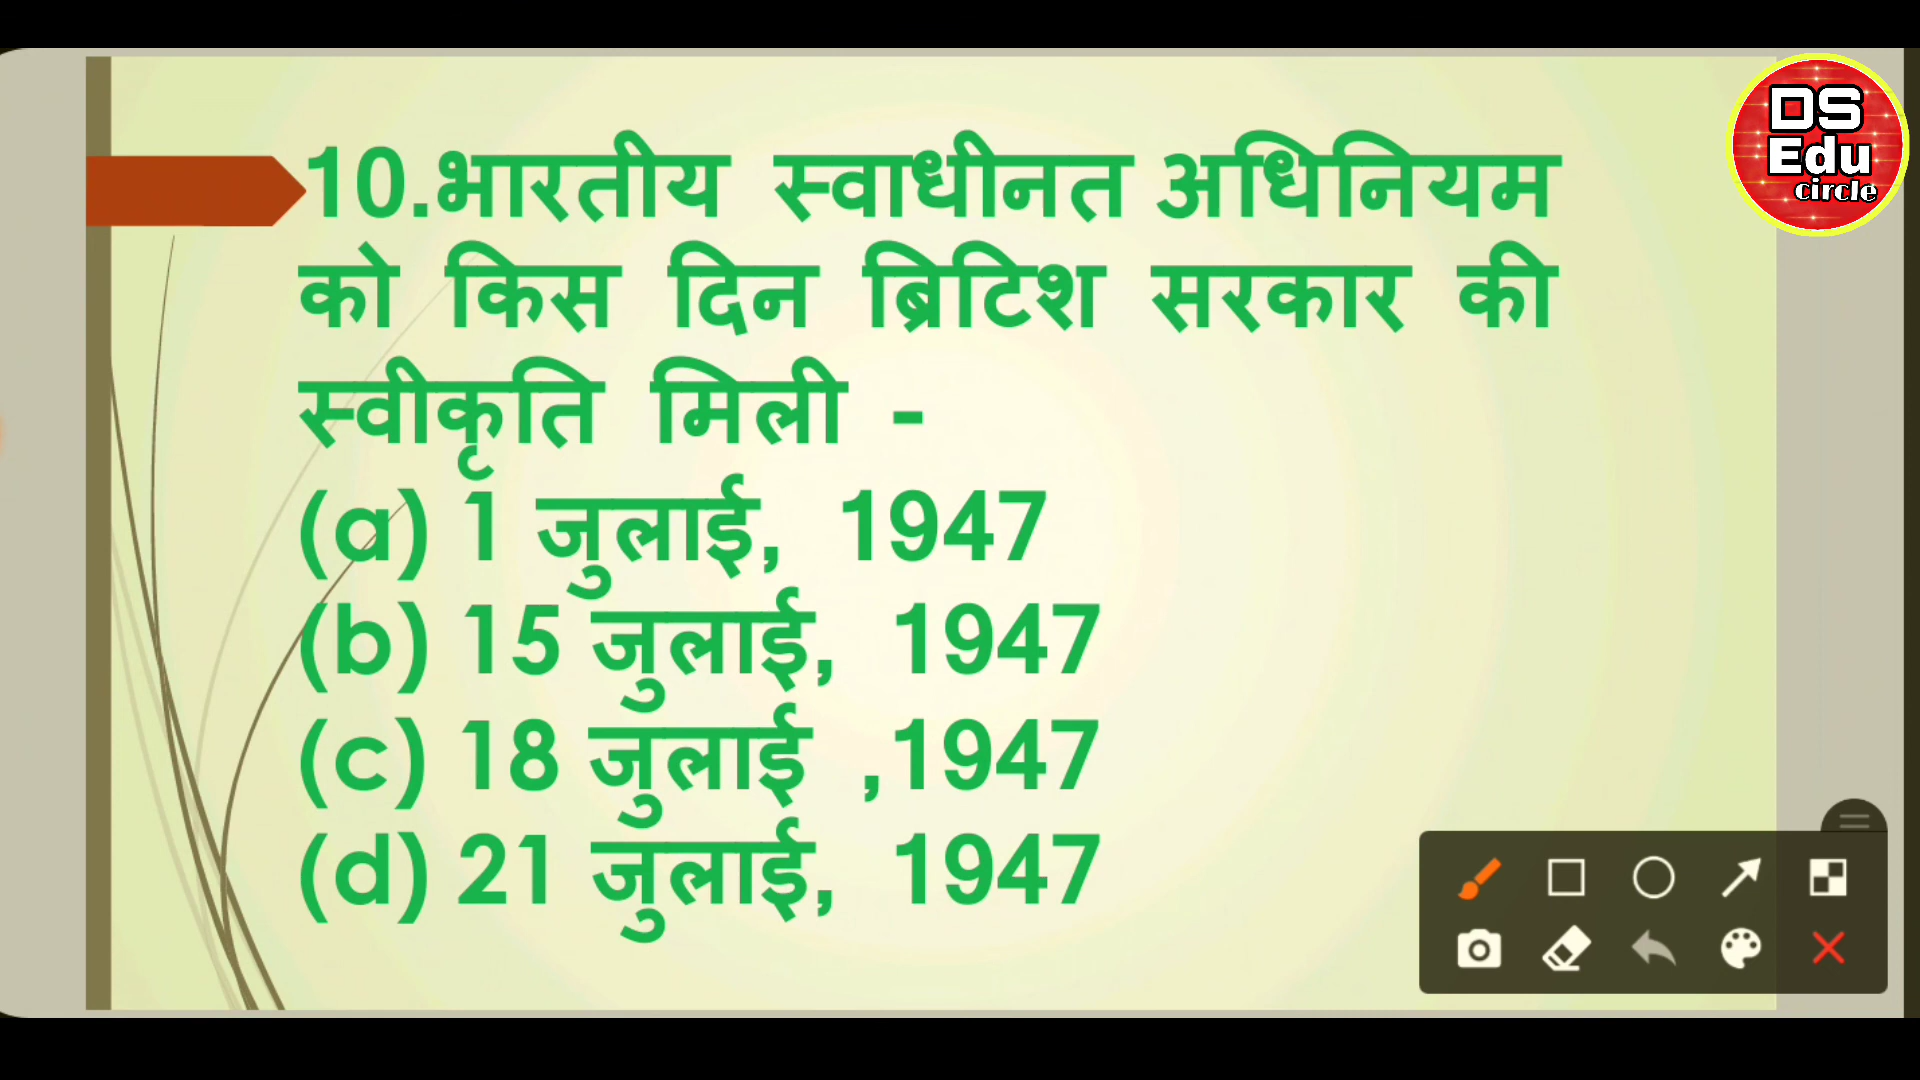 DS
Edu
circle
10.भारतीय स्वाधीनत अधिनियम
को किस दिन ब्रिटिश सरकार की
स्वीकृति मिली -
(a) 1 जुलाई, 1947
(b) 15 जुलाई, 1947
(c) 18 जुलाई ,1947
(d) 21 जुलाई, 1947